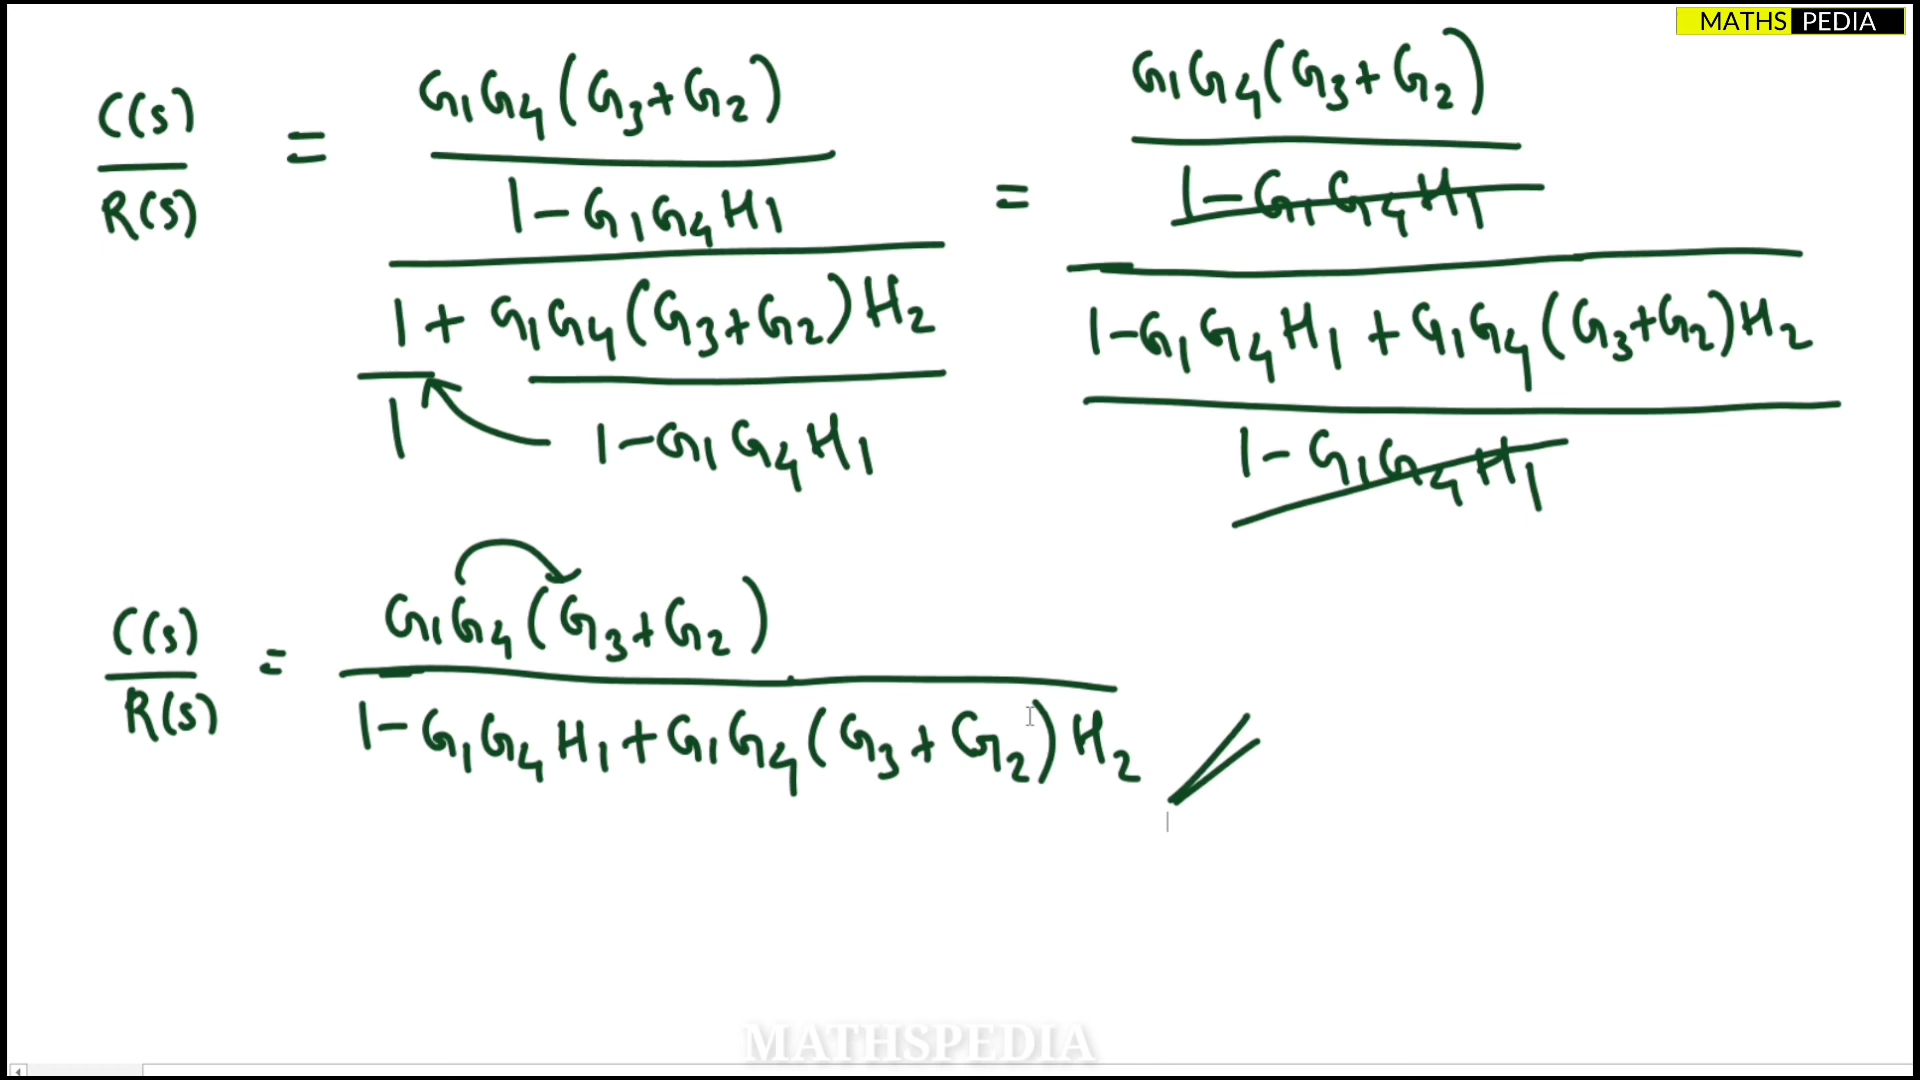 MATHS PEDIA
C(s)/R(s) = (G₁G₄(G₃+G₂) / (1-G₁G₄H₁)) / (1/1 + G₁G₄(G₃+G₂)H₂ / (1-G₁G₄H₁)) = (G₁G₄(G₃+G₂) / (1-G₁G₄H₁)) / ((1-G₁G₄H₁ + G₁G₄(G₃+G₂)H₂) / (1-G₁G₄H₁))
C(s)/R(s) = G₁G₄(G₃+G₂) / (1-G₁G₄H₁+G₁G₄(G₃+G₂)H₂)
MATHSPEDIA